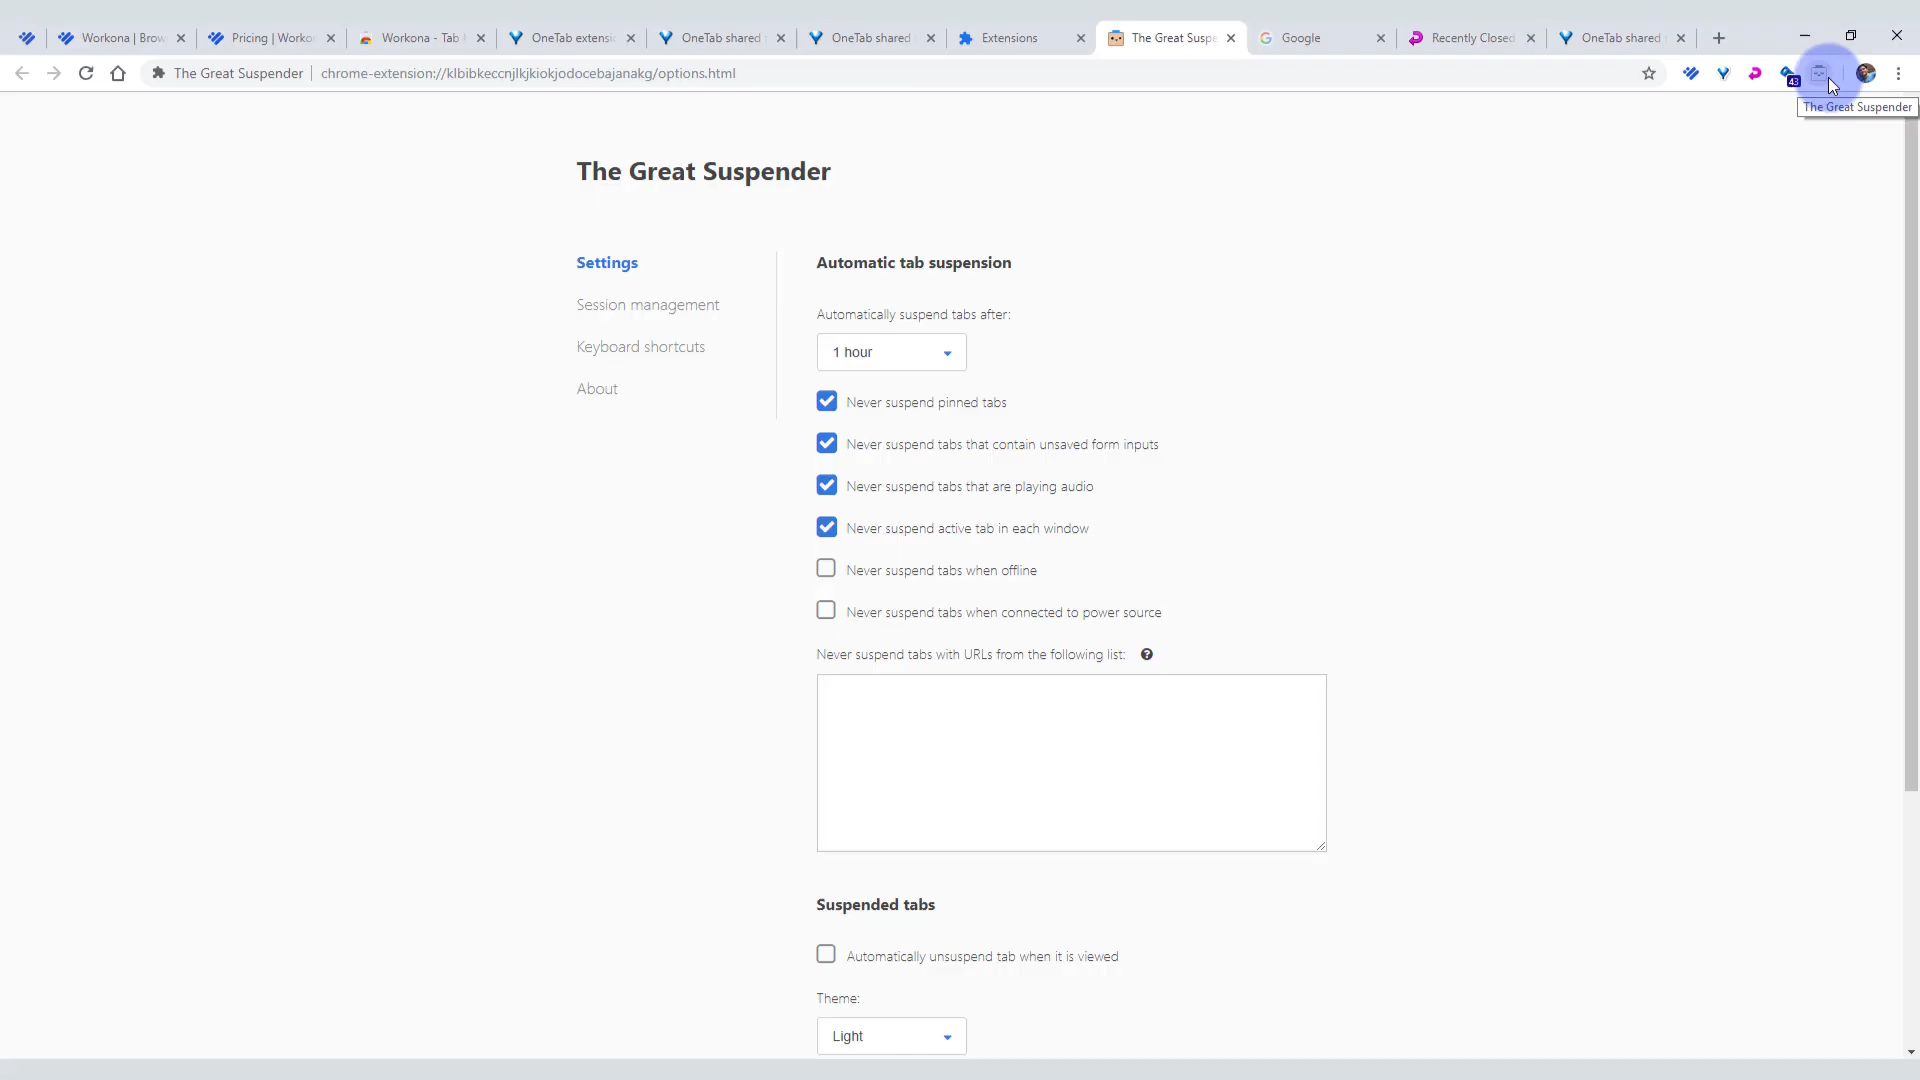 Workona | Brow
Pricing | Worko
Workona - Tab
OneTab extensi
OneTab shared
OneTab shared
Extensions
The Great Suspe
Google
Recently Closed
OneTab shared
The Great Suspender
chrome-extension://klbibkeccnjlkjkiokjodocebajanakg/options.html
43
The Great Suspender
The Great Suspender
Settings
Session management
Keyboard shortcuts
About
Automatic tab suspension
Automatically suspend tabs after:
1 hour
Never suspend pinned tabs
Never suspend tabs that contain unsaved form inputs
Never suspend tabs that are playing audio
Never suspend active tab in each window
Never suspend tabs when offline
Never suspend tabs when connected to power source
Never suspend tabs with URLs from the following list:
Suspended tabs
Automatically unsuspend tab when it is viewed
Theme:
Light